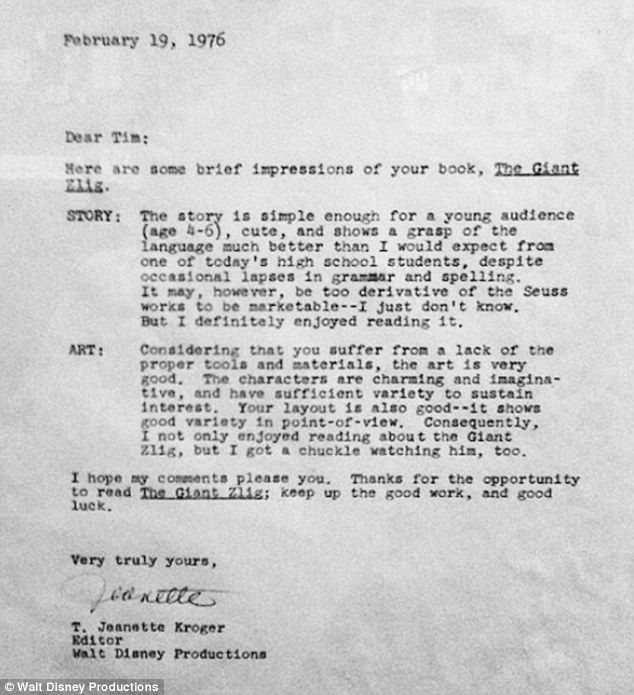 February 19, 1976
Dear Tim:
Here are some brief impressions of your book, The Giant
Zlig.
STORY: The story is simple enough for a young audience
(age 4-6), cute, and shows a grasp of the
language much better than I would expect from
one of today's high school students, despite
occasional lapses in grammar and spelling.
It may, however, be too derivative of the Seuss
works to be marketable--I just don't know.
But I definitely enjoyed reading it.
ART: Considering that you suffer from a lack of the
proper tools and materials, the art is very
good. The characters are charming and imagina-
tive, and have sufficient variety to sustain
interest. Your layout is also good--it shows
good variety in point-of-view. Consequently,
I not only enjoyed reading about the Giant
Zlig, but I got a chuckle watching him, too.
I hope my comments please you. Thanks for the opportunity
to read The Giant Zlig; keep up the good work, and good
luck.
Very truly yours,
Jeanette
T. Jeanette Kroger
Editor
Walt Disney Productions
© Walt Disney Productions